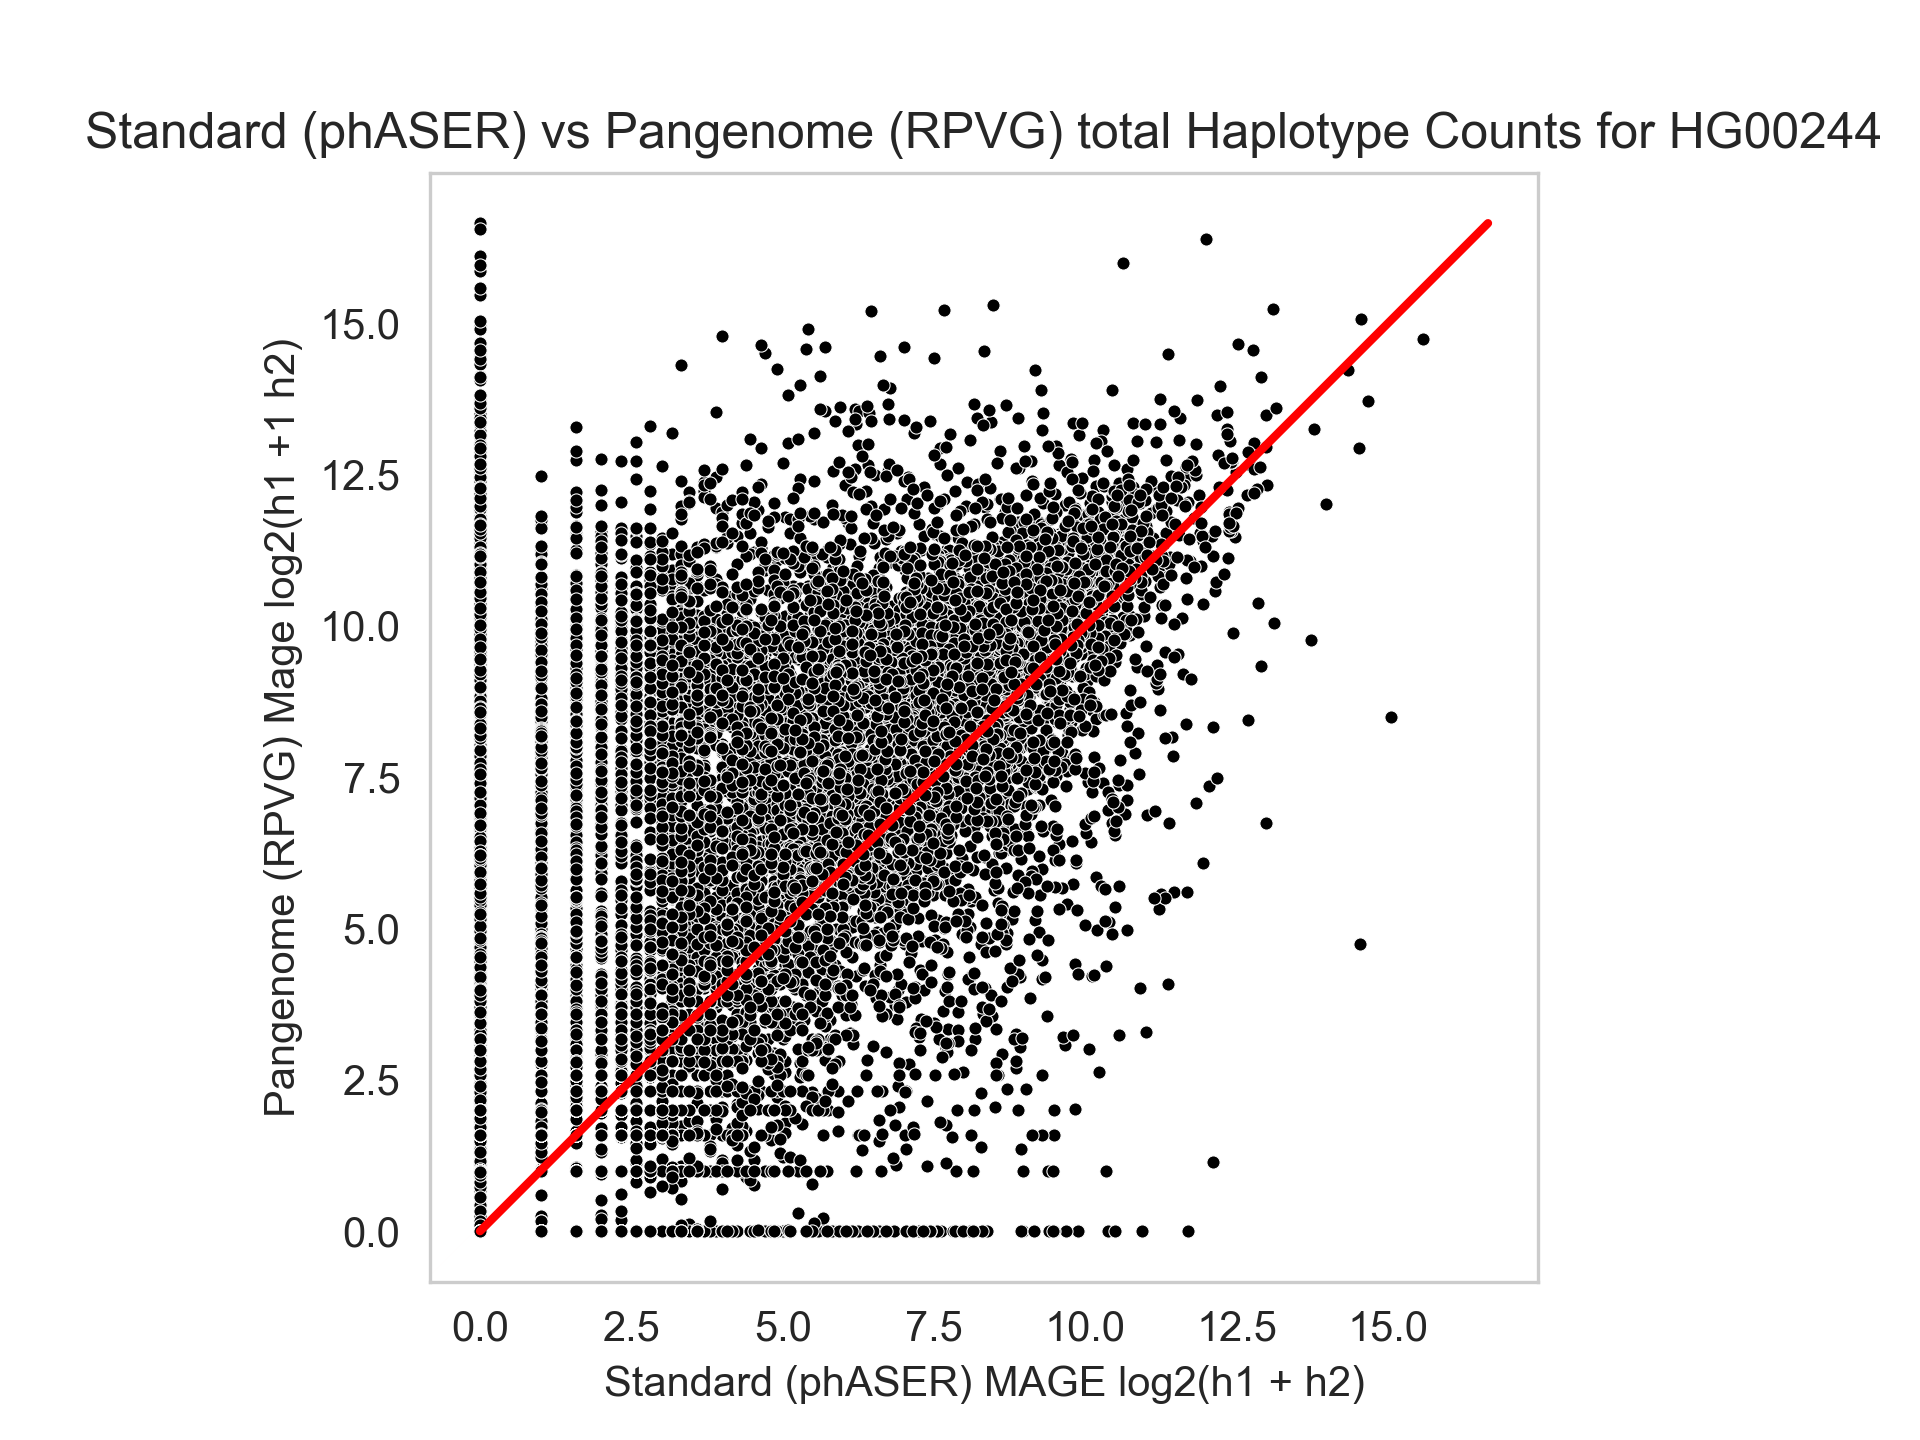 Standard (phASER) vs Pangenome (RPVG) total Haplotype Counts for HG00244
Pangenome (RPVG) Mage log2(h1 +1 h2)
15.0
12.5
10.0
7.5
5.0
2.5
0.0
0.0 2.5 5.0 7.5 10.0 12.5 15.0
Standard (phASER) MAGE log2(h1 + h2)